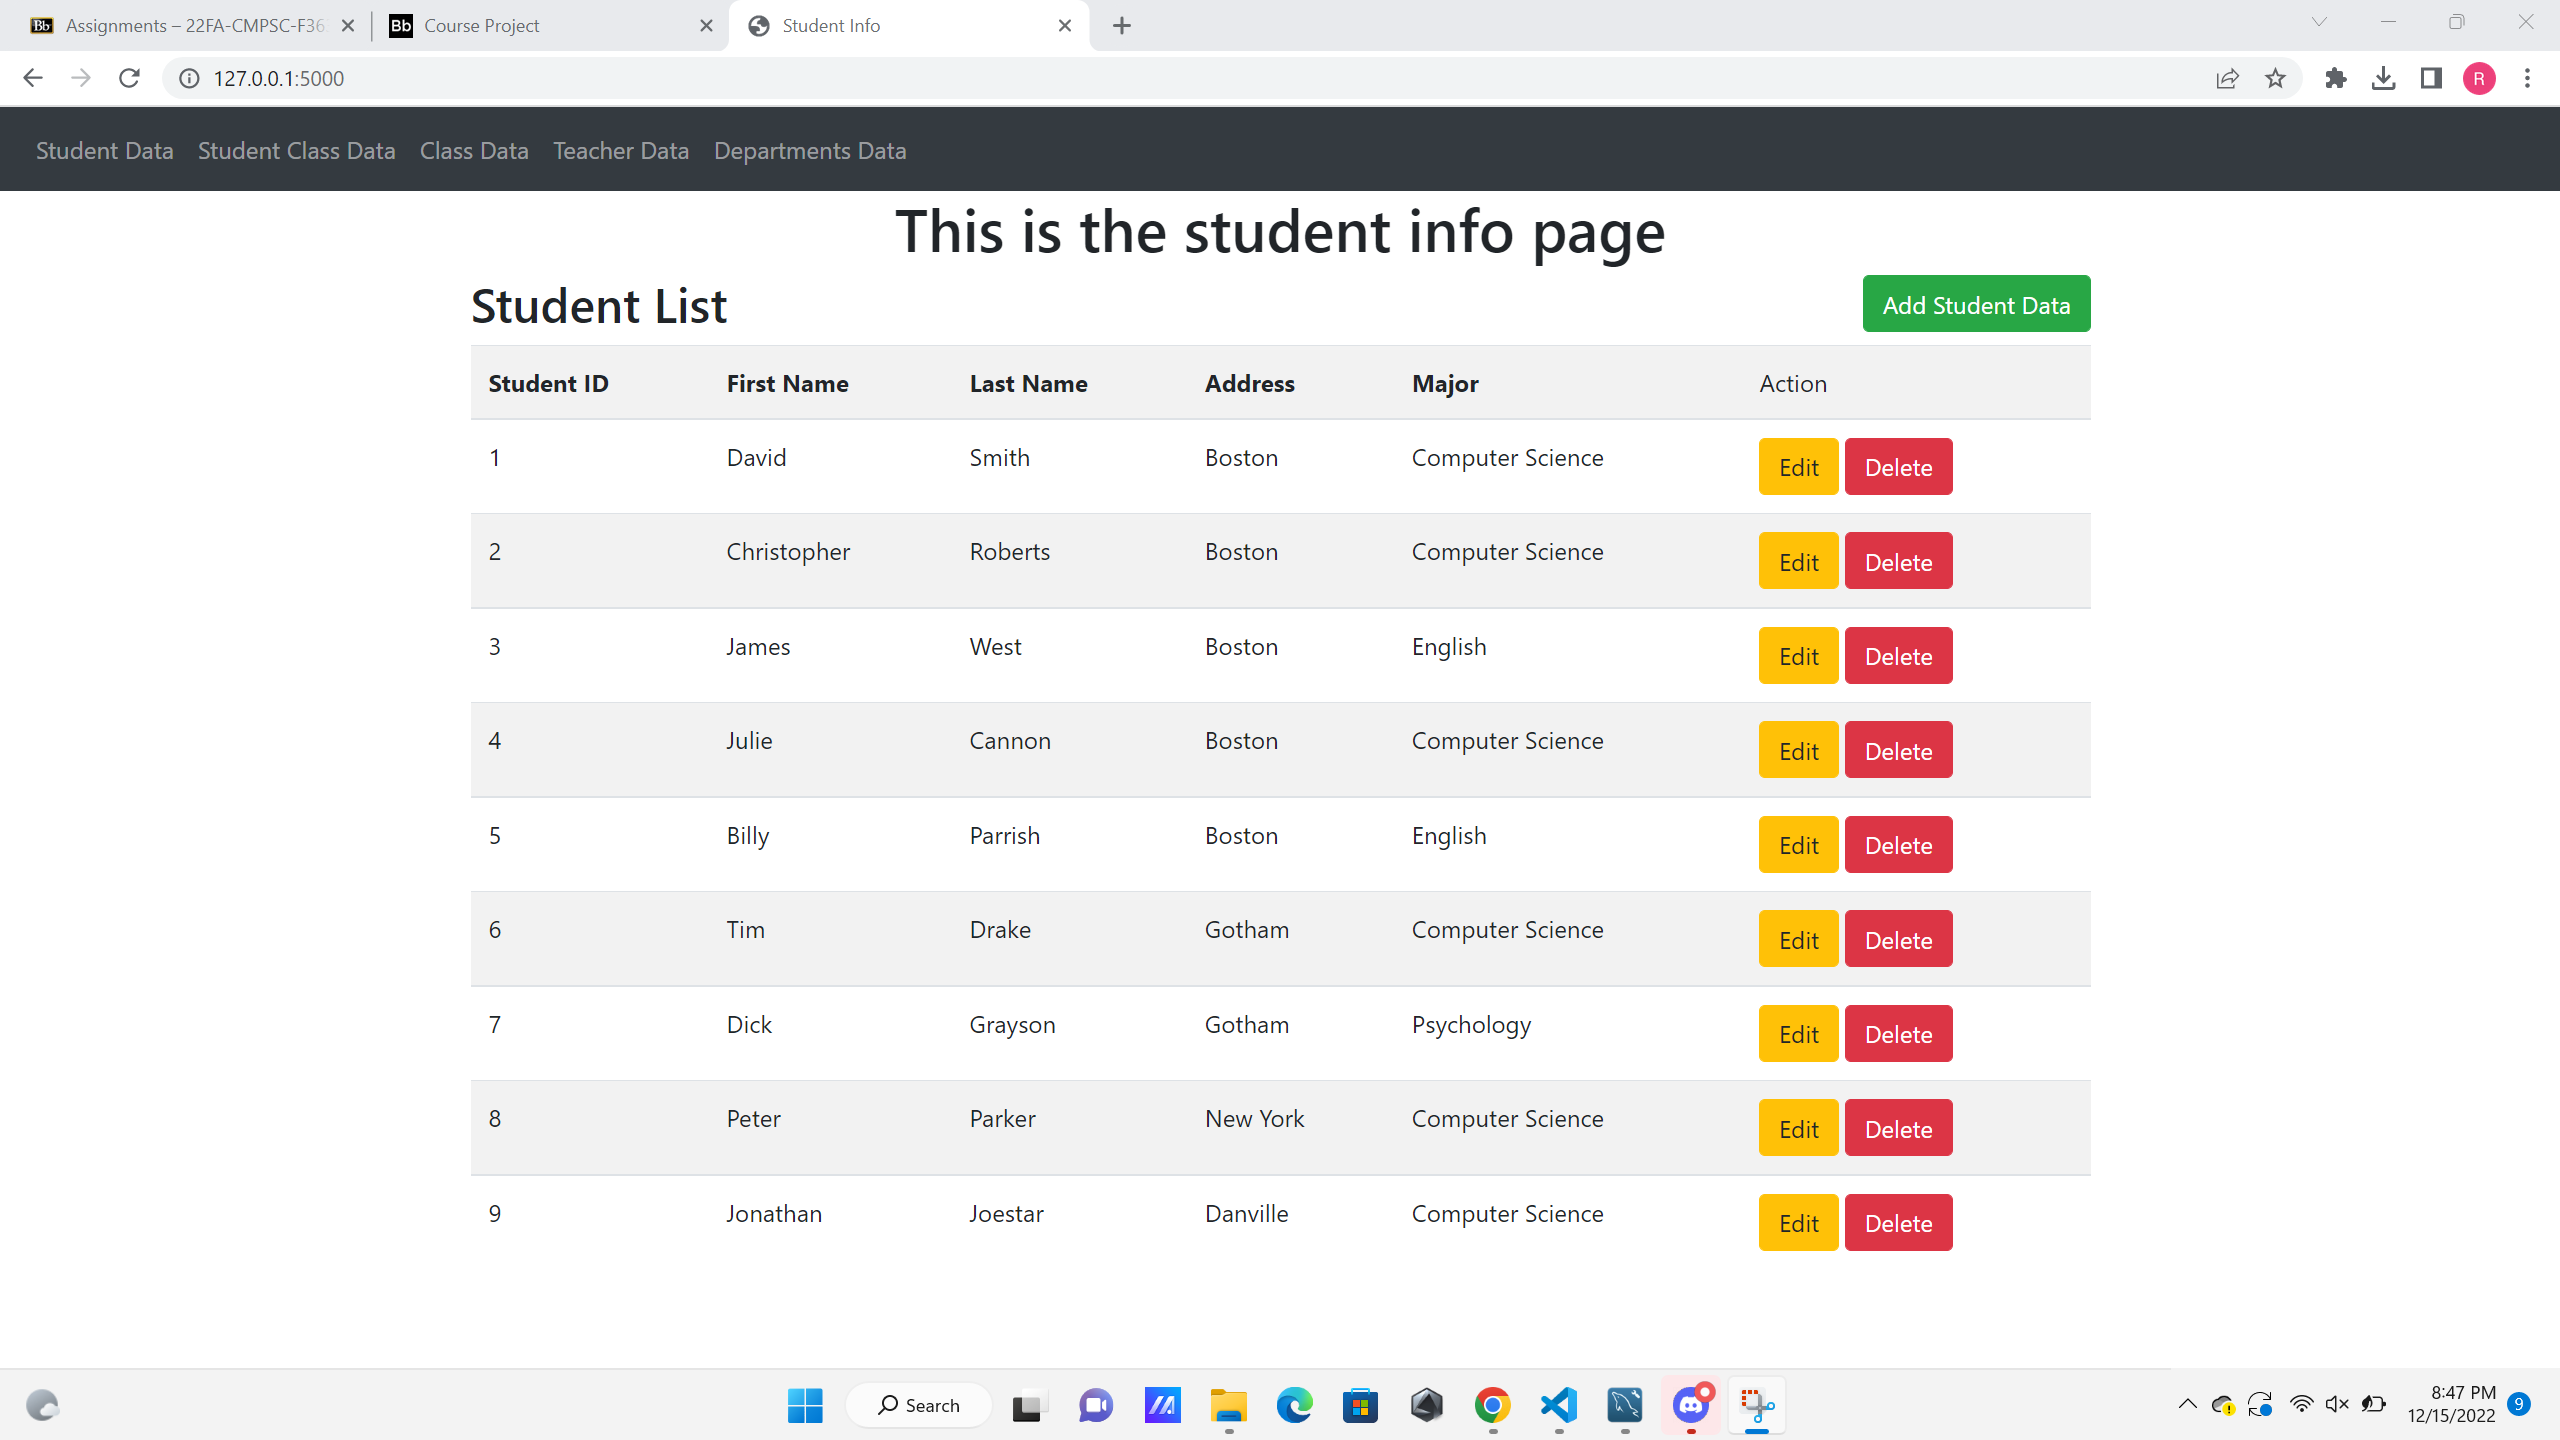 Assignments – 22FA-CMPSC-F36
Course Project
Student Info
127.0.0.1:5000
R
Student Data Student Class Data Class Data Teacher Data Departments Data
This is the student info page
Student List
Add Student Data
Student ID First Name Last Name Address Major Action
1 David Smith Boston Computer Science Edit Delete
2 Christopher Roberts Boston Computer Science Edit Delete
3 James West Boston English Edit Delete
4 Julie Cannon Boston Computer Science Edit Delete
5 Billy Parrish Boston English Edit Delete
6 Tim Drake Gotham Computer Science Edit Delete
7 Dick Grayson Gotham Psychology Edit Delete
8 Peter Parker New York Computer Science Edit Delete
9 Jonathan Joestar Danville Computer Science Edit Delete
Search
8:47 PM
12/15/2022
9